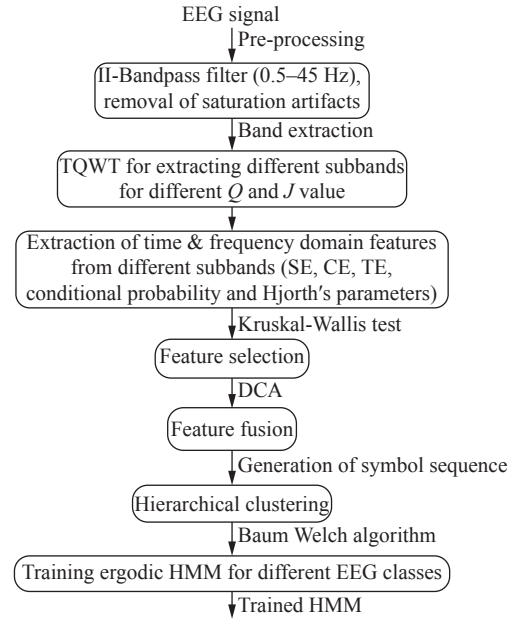 EEG signal
Pre-processing
II-Bandpass filter (0.5–45 Hz),
removal of saturation artifacts
Band extraction
TQWT for extracting different subbands
for different Q and J value
Extraction of time & frequency domain features
from different subbands (SE, CE, TE,
conditional probability and Hjorth's parameters)
Kruskal-Wallis test
Feature selection
DCA
Feature fusion
Generation of symbol sequence
Hierarchical clustering
Baum Welch algorithm
Training ergodic HMM for different EEG classes
Trained HMM